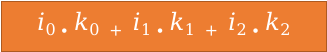 i₀.k₀ + i₁.k₁ + i₂.k₂